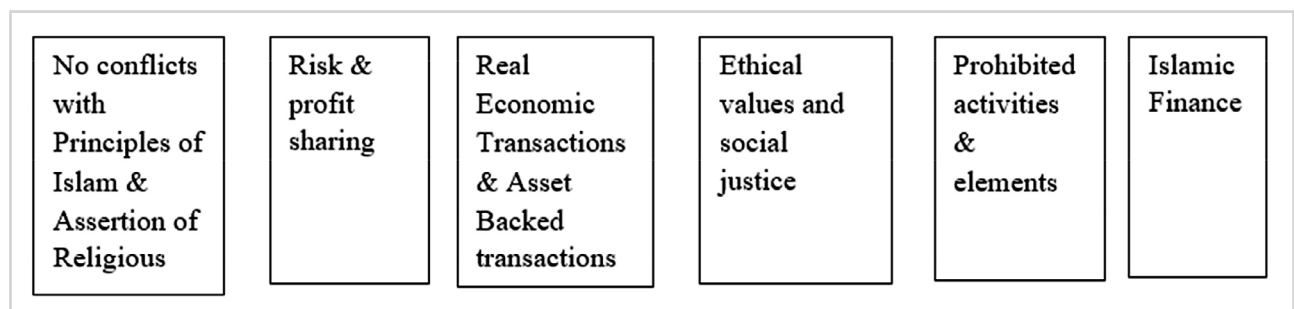 No conflicts
with
Principles of
Islam &
Assertion of
Religious
Risk &
profit
sharing
Real
Economic
Transactions
& Asset
Backed
transactions
Ethical
values and
social
justice
Prohibited
activities
&
elements
Islamic
Finance